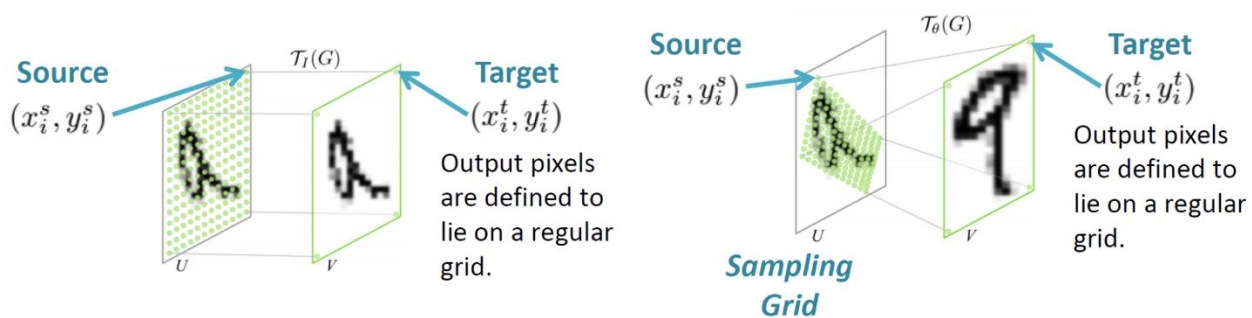 Source
(x_i^s, y_i^s)
T_I(G)
Target
(x_i^t, y_i^t)
Output pixels
are defined to
lie on a regular
grid.
U
V
Source
(x_i^s, y_i^s)
T_θ(G)
Target
(x_i^t, y_i^t)
Output pixels
are defined to
lie on a regular
grid.
U
V
Sampling
Grid